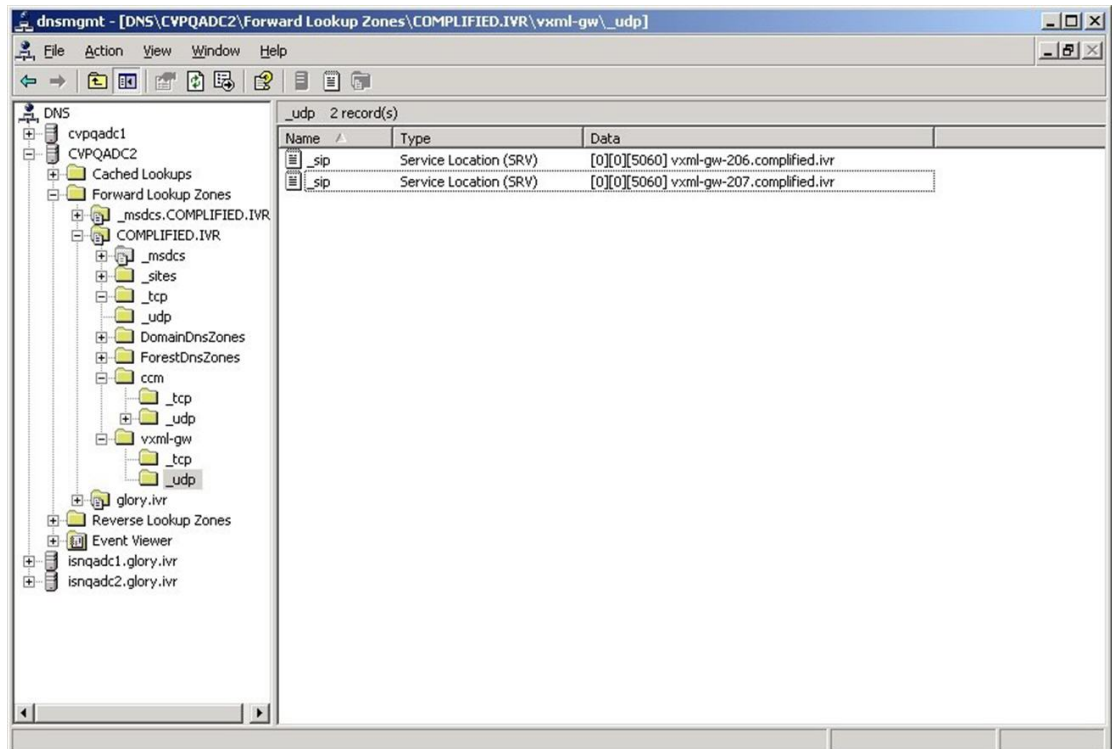 dnsmgmt - [DNS\CVPQADC2\Forward Lookup Zones\COMPLIFIED.IVR\vxml-gw\_udp]
File Action View Window Help
DNS
cvpqadc1
CVPQADC2
Cached Lookups
Forward Lookup Zones
_msdcs.COMPLIFIED.IVR
COMPLIFIED.IVR
_msdcs
_sites
_tcp
_udp
DomainDnsZones
ForestDnsZones
ccm
_tcp
_udp
vxml-gw
_tcp
_udp
glory.ivr
Reverse Lookup Zones
Event Viewer
isnqadc1.glory.ivr
isnqadc2.glory.ivr
_udp 2 record(s)
Name Type Data
_sip Service Location (SRV) [0][0][5060] vxml-gw-206.complified.ivr
_sip Service Location (SRV) [0][0][5060] vxml-gw-207.complified.ivr